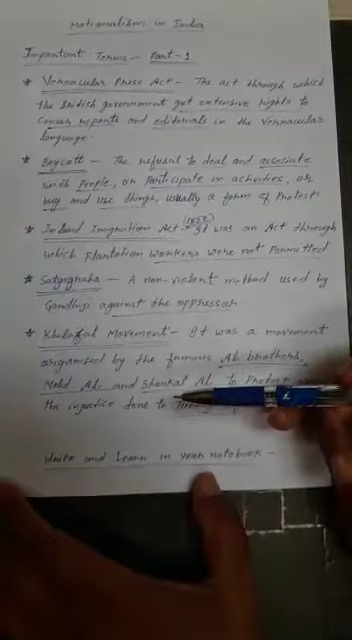 Nationalism in India
Important Terms - Part-1
* Vernacular Press Act - The act through which
the British government got extensive rights to
Censor reports and editorials in the Vernacular
language.
* Boycott - The refusal to deal and associate
with People, or Participate in activities, or
buy and use things, usually a form of Protest.
(1859)
* Inland Imigration Act - It was an Act through
which Plantation workers were not Permitted
* Satyagraha - A non-violent method used by
Gandhiji against the oppressor
* Khilafat Movement - It was a movement
organised by the famous Ali brothers,
Mohd Ali and Shaukat Ali to Protest
the injustice done to
Write and Learn in your notebook -